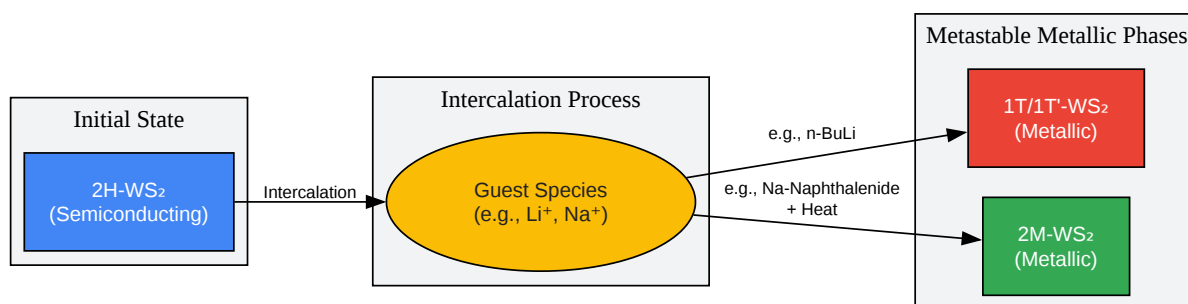 Initial State
2H-WS₂
(Semiconducting)
Intercalation
Intercalation Process
Guest Species
(e.g., Li⁺, Na⁺)
e.g., n-BuLi
e.g., Na-Naphthalenide
+ Heat
Metastable Metallic Phases
1T/1T'-WS₂
(Metallic)
2M-WS₂
(Metallic)